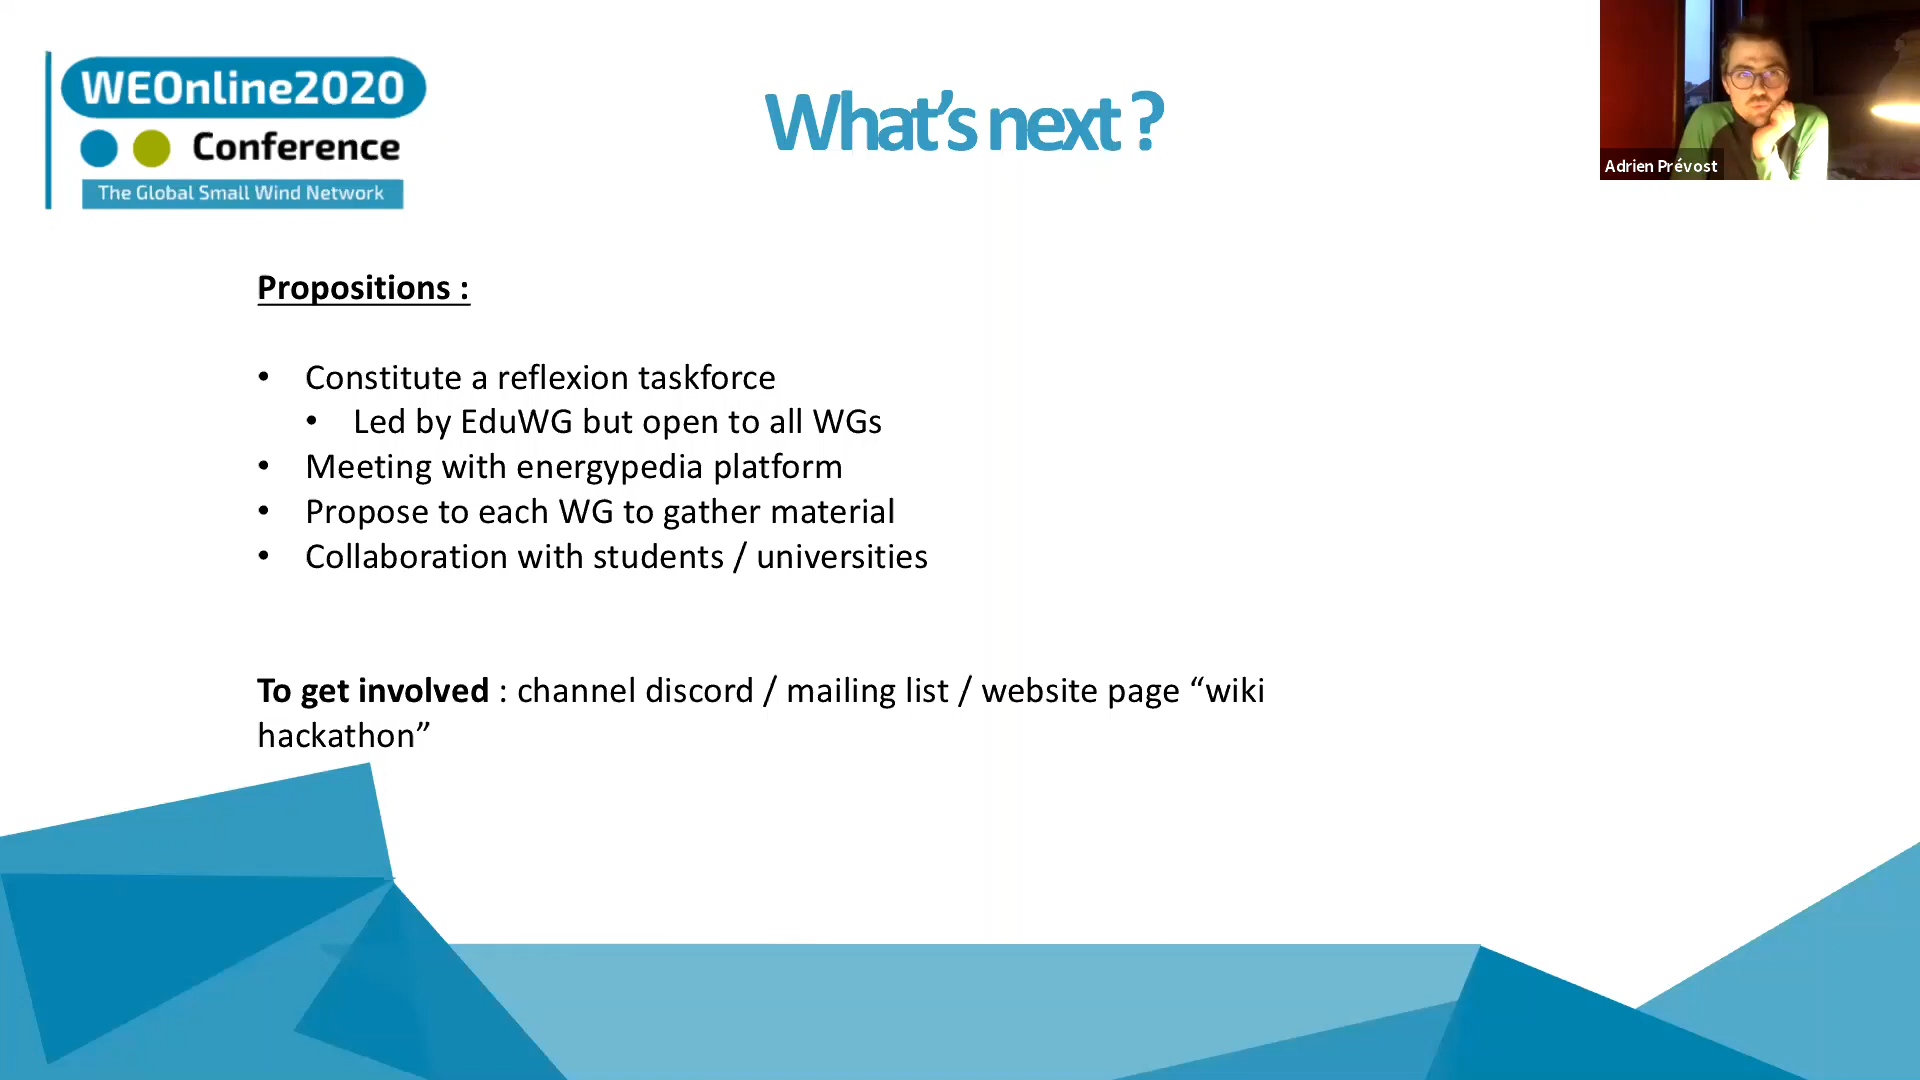 WEOnline2020
Conference
The Global Small Wind Network
What's next ?
Adrien Prévost
Propositions :
• Constitute a reflexion taskforce
• Led by EduWG but open to all WGs
• Meeting with energypedia platform
• Propose to each WG to gather material
• Collaboration with students / universities
To get involved : channel discord / mailing list / website page “wiki
hackathon”